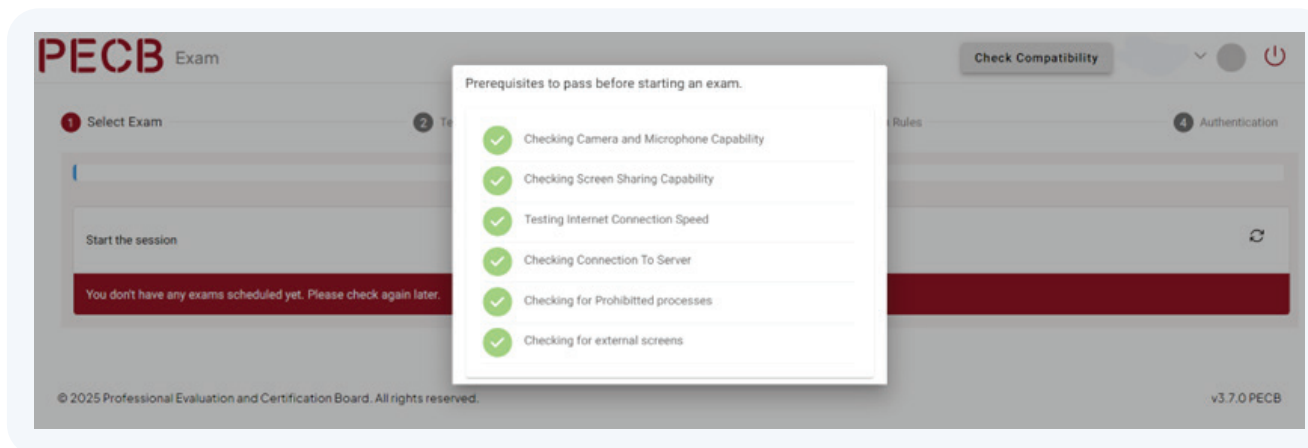 PECB Exam
Check Compatibility
Prerequisites to pass before starting an exam.
1 Select Exam
2 Te
Rules
4 Authentication
Checking Camera and Microphone Capability
Checking Screen Sharing Capability
Testing Internet Connection Speed
Start the session
Checking Connection To Server
You don't have any exams scheduled yet. Please check again later.
Checking for Prohibitted processes
Checking for external screens
© 2025 Professional Evaluation and Certification Board. All rights reserved.
v3.7.0 PECB